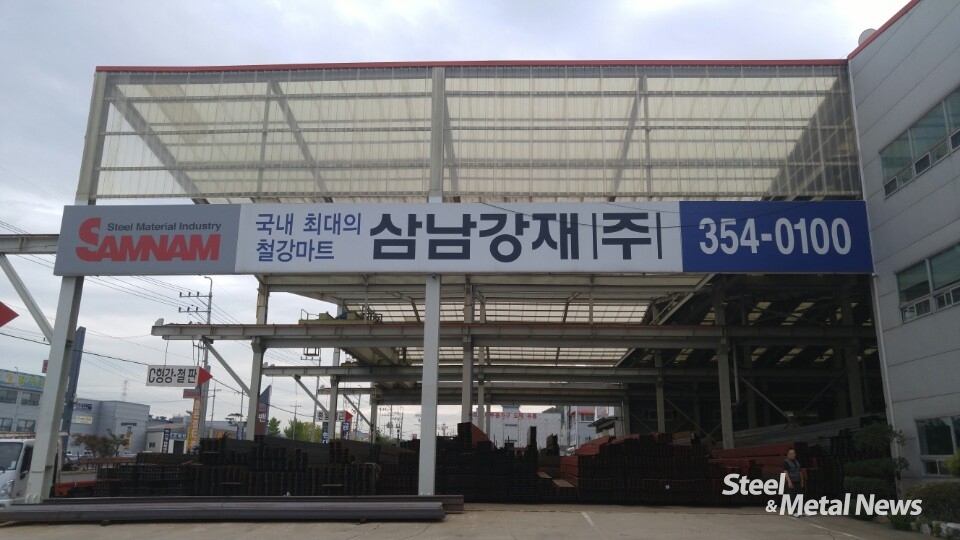 Steel Material Industry
SAMNAM
국내 최대의
철강마트
삼남강재|주|
354-0100
C형강·철판
Steel
&Metal News